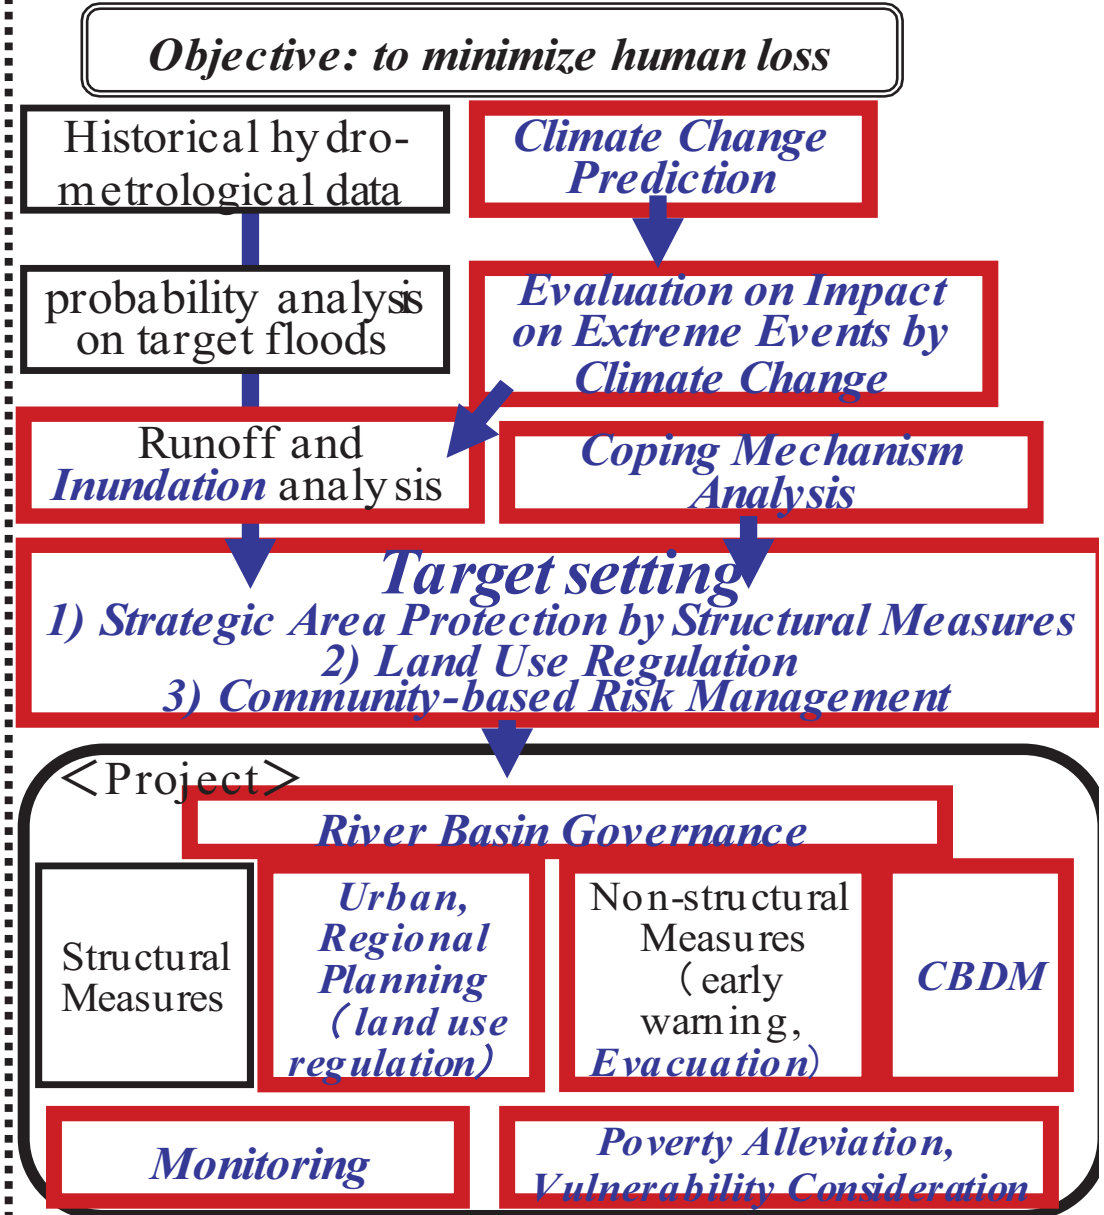 Objective: to minimize human loss
Historical hydro-
metrological data
Climate Change
Prediction
probability analysis
on target floods
Evaluation on Impact
on Extreme Events by
Climate Change
Runoff and
Inundation analysis
Coping Mechanism
Analysis
Target setting
1) Strategic Area Protection by Structural Measures
2) Land Use Regulation
3) Community-based Risk Management
<Project>
River Basin Governance
Structural
Measures
Urban,
Regional
Planning
(land use
regulation)
Non-structural
Measures
(early
warning,
Evacuation)
CBDM
Monitoring
Poverty Alleviation,
Vulnerability Consideration